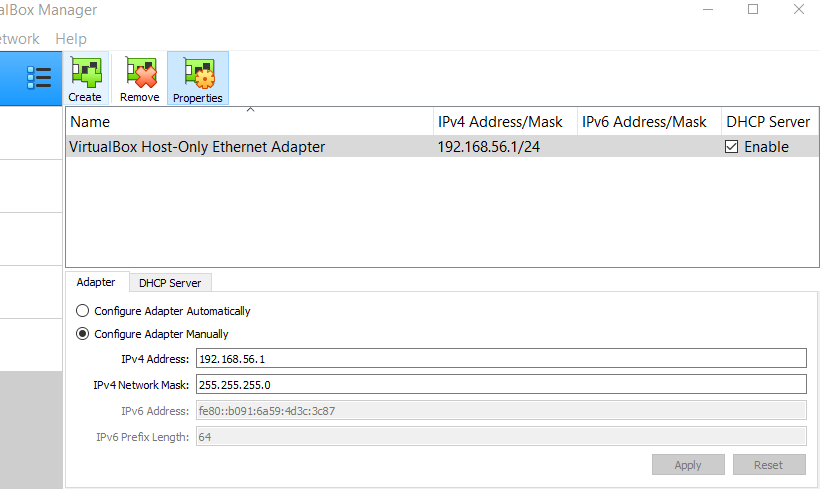 alBox Manager
etwork Help
Create Remove Properties
Name IPv4 Address/Mask IPv6 Address/Mask DHCP Server
VirtualBox Host-Only Ethernet Adapter 192.168.56.1/24 Enable
Adapter DHCP Server
Configure Adapter Automatically
Configure Adapter Manually
IPv4 Address: 192.168.56.1
IPv4 Network Mask: 255.255.255.0
IPv6 Address: fe80::b091:6a59:4d3c:3c87
IPv6 Prefix Length: 64
Apply Reset